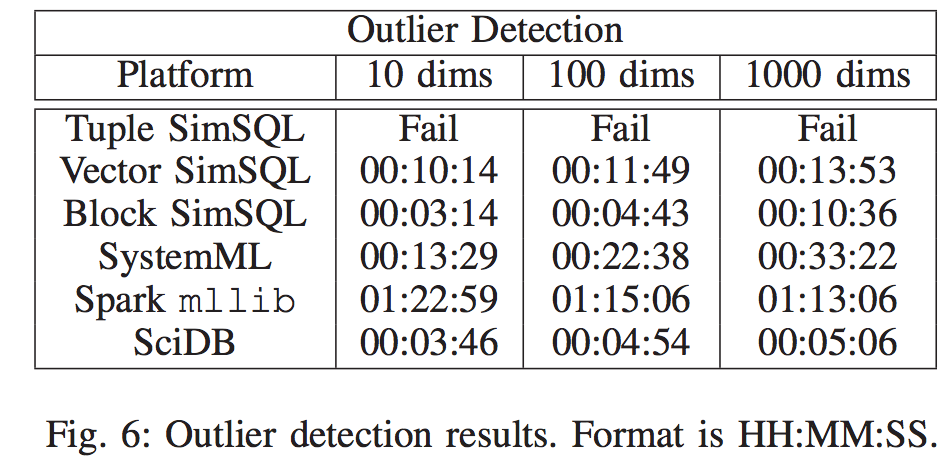 Outlier Detection
Platform 10 dims 100 dims 1000 dims
Tuple SimSQL Fail Fail Fail
Vector SimSQL 00:10:14 00:11:49 00:13:53
Block SimSQL 00:03:14 00:04:43 00:10:36
SystemML 00:13:29 00:22:38 00:33:22
Spark mllib 01:22:59 01:15:06 01:13:06
SciDB 00:03:46 00:04:54 00:05:06
Fig. 6: Outlier detection results. Format is HH:MM:SS.